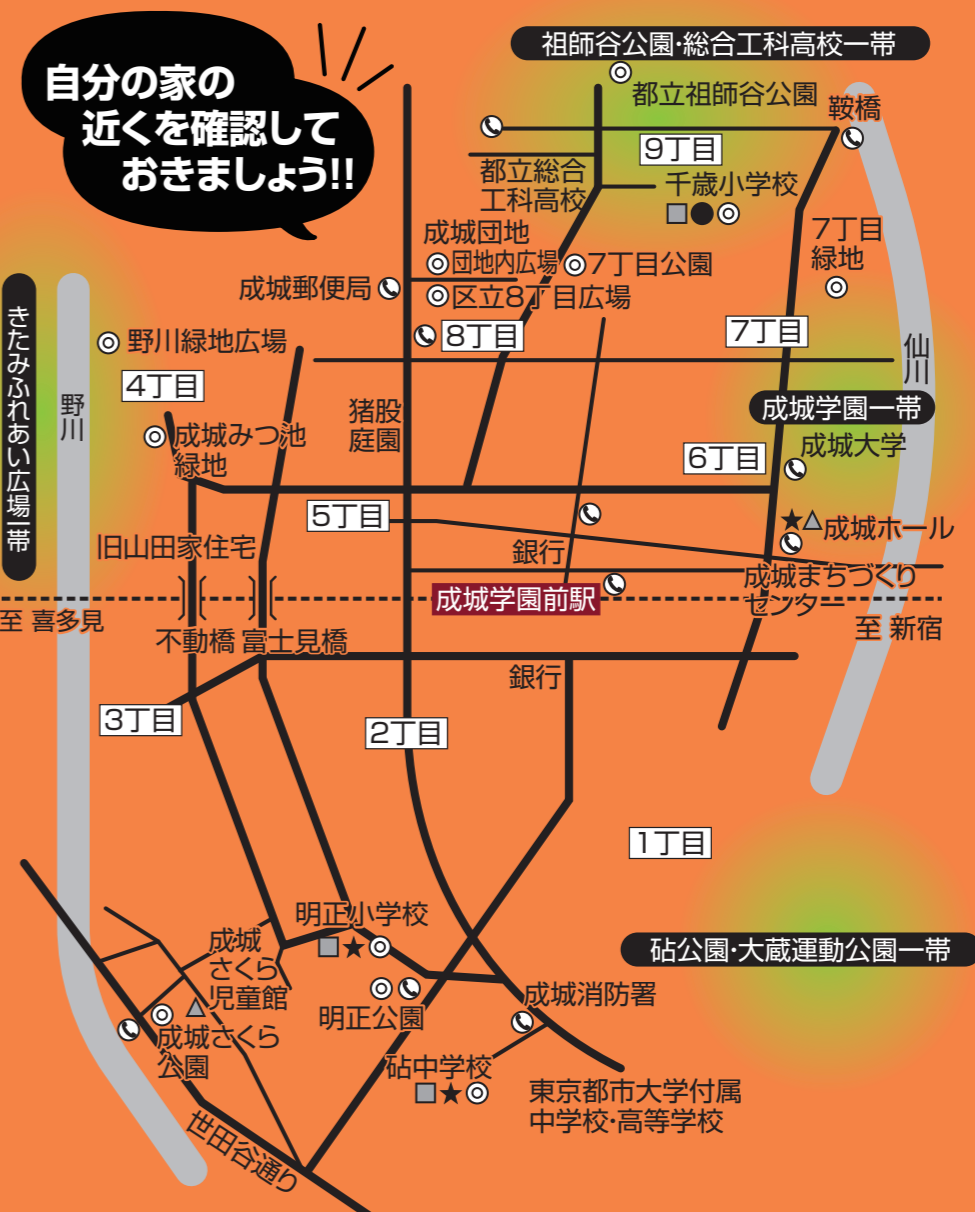 自分の家の
近くを確認して
おきましょう!!
祖師谷公園・総合工科高校一帯
都立祖師谷公園
鞍橋
9丁目
都立総合
工科高校
千歳小学校
成城団地
団地内広場
7丁目公園
7丁目
緑地
成城郵便局
区立8丁目広場
きたみふれあい広場一帯
野川緑地広場
8丁目
7丁目
仙川
4丁目
野川
猪股
庭園
成城学園一帯
成城みつ池
緑地
6丁目
成城大学
5丁目
成城ホール
旧山田家住宅
銀行
成城まちづくり
センター
成城学園前駅
至 喜多見
至 新宿
不動橋
富士見橋
銀行
3丁目
2丁目
1丁目
明正小学校
成城
さくら
児童館
砧公園・大蔵運動公園一帯
明正公園
成城消防署
成城さくら
公園
砧中学校
東京都市大学付属
中学校・高等学校
世田谷通り